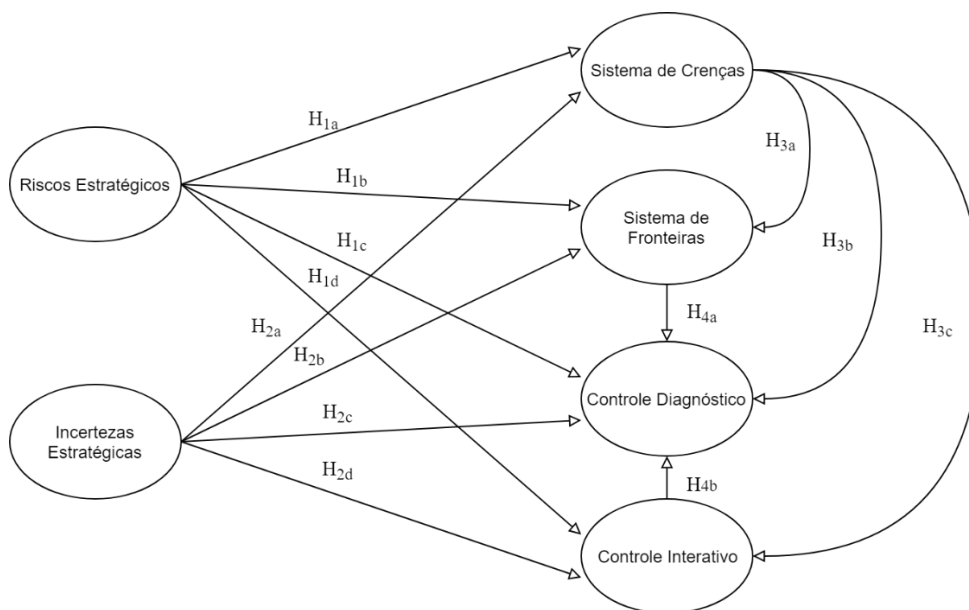 Sistema de Crenças
H1a
H3a
Riscos Estratégicos
H1b
Sistema de
Fronteiras
H1c
H3b
H1d
H4a
H2a
H3c
H2b
Controle Diagnóstico
H2c
Incertezas
Estratégicas
H2d
H4b
Controle Interativo